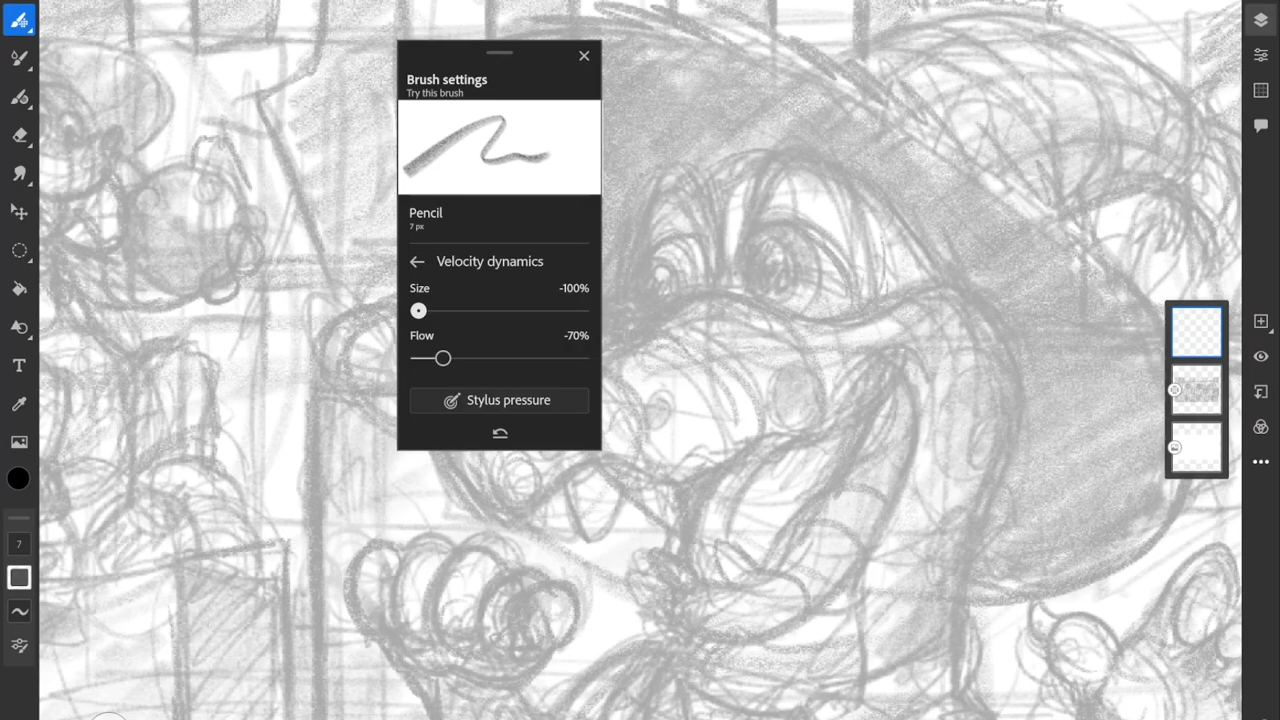 Brush settings
Try this brush
Pencil
7 px
Velocity dynamics
Size -100%
Flow -70%
Stylus pressure
T
7